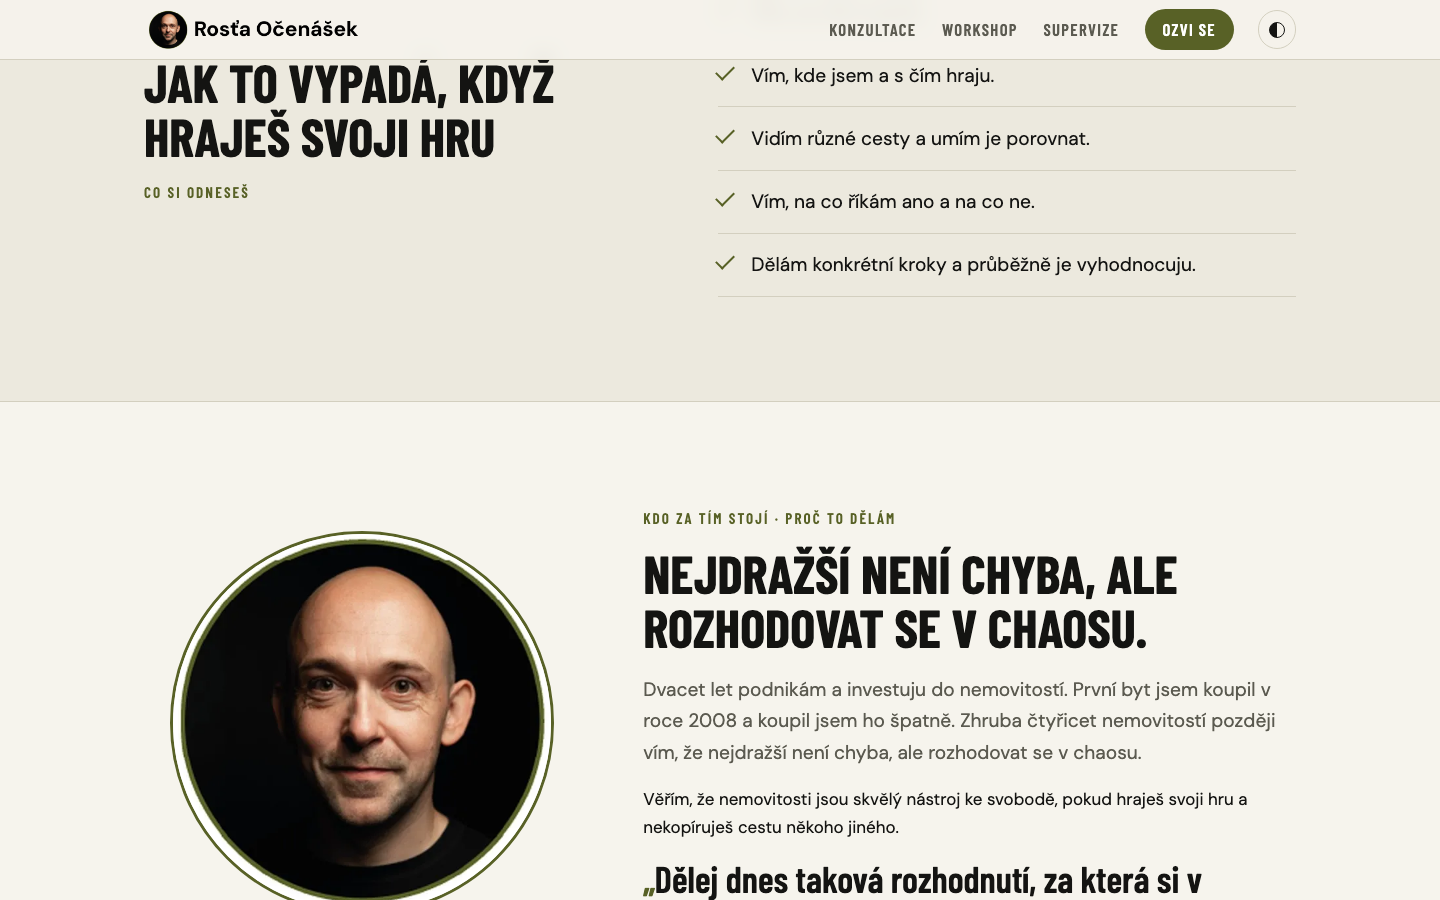 Rosťa Očenášek
KONZULTACE
WORKSHOP
SUPERVIZE
OZVI SE
JAK TO VYPADÁ, KDYŽ
HRAJEŠ SVOJI HRU
CO SI ODNESEŠ
Vím, kde jsem a s čím hraju.
Vidím různé cesty a umím je porovnat.
Vím, na co říkám ano a na co ne.
Dělám konkrétní kroky a průběžně je vyhodnocuju.
KDO ZA TÍM STOJÍ · PROČ TO DĚLÁM
NEJDRAŽŠÍ NENÍ CHYBA, ALE
ROZHODOVAT SE V CHAOSU.
Dvacet let podnikám a investuju do nemovitostí. První byt jsem koupil v
roce 2008 a koupil jsem ho špatně. Zhruba čtyřicet nemovitostí později
vím, že nejdražší není chyba, ale rozhodovat se v chaosu.
Věřím, že nemovitosti jsou skvělý nástroj ke svobodě, pokud hraješ svoji hru a
nekopíruješ cestu někoho jiného.
„Dělej dnes taková rozhodnutí, za která si v